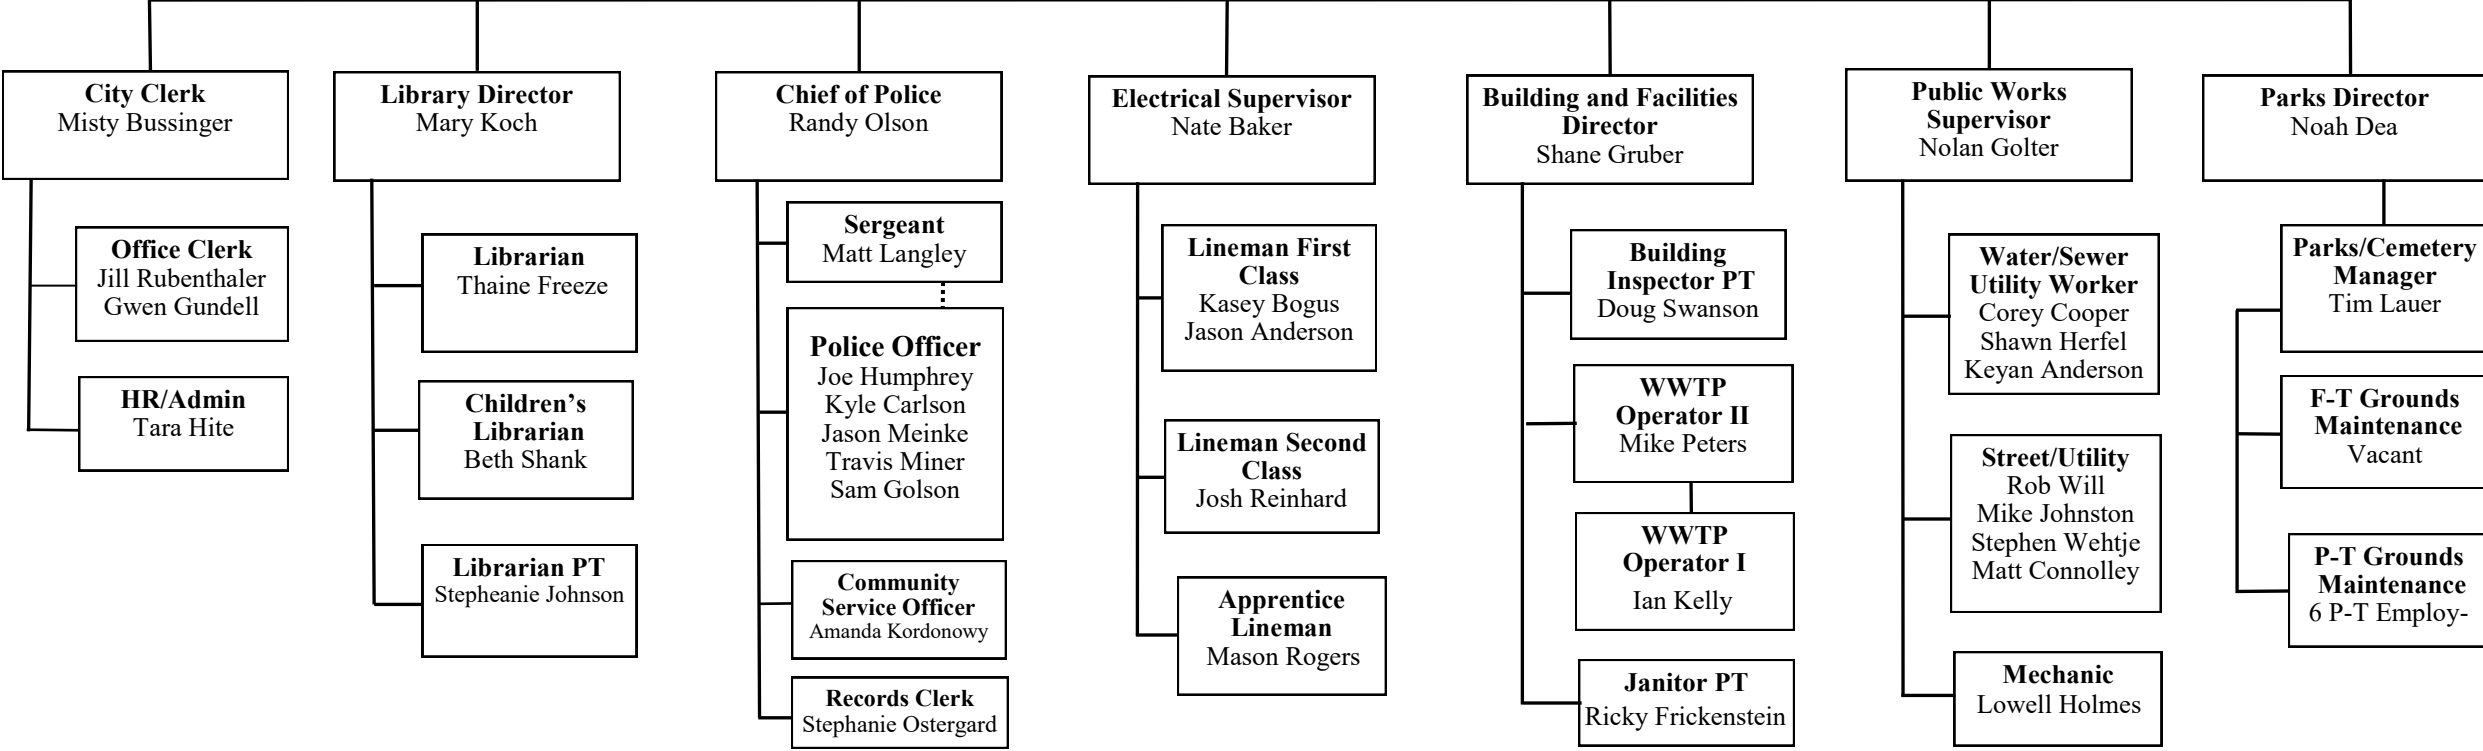 City Clerk
Misty Bussinger
Office Clerk
Jill Rubenthaler
Gwen Gundell
HR/Admin
Tara Hite
Library Director
Mary Koch
Librarian
Thaine Freeze
Children’s
Librarian
Beth Shank
Librarian PT
Stepheanie Johnson
Chief of Police
Randy Olson
Sergeant
Matt Langley
Police Officer
Joe Humphrey
Kyle Carlson
Jason Meinke
Travis Miner
Sam Golson
Community
Service Officer
Amanda Kordonowy
Records Clerk
Stephanie Ostergard
Electrical Supervisor
Nate Baker
Lineman First
Class
Kasey Bogus
Jason Anderson
Lineman Second
Class
Josh Reinhard
Apprentice
Lineman
Mason Rogers
Building and Facilities
Director
Shane Gruber
Building
Inspector PT
Doug Swanson
WWTP
Operator II
Mike Peters
WWTP
Operator I
Ian Kelly
Janitor PT
Ricky Frickenstein
Public Works
Supervisor
Nolan Golter
Water/Sewer
Utility Worker
Corey Cooper
Shawn Herfel
Keyan Anderson
Street/Utility
Rob Will
Mike Johnston
Stephen Wehtje
Matt Connolley
Mechanic
Lowell Holmes
Parks Director
Noah Dea
Parks/Cemetery
Manager
Tim Lauer
F-T Grounds
Maintenance
Vacant
P-T Grounds
Maintenance
6 P-T Employ-